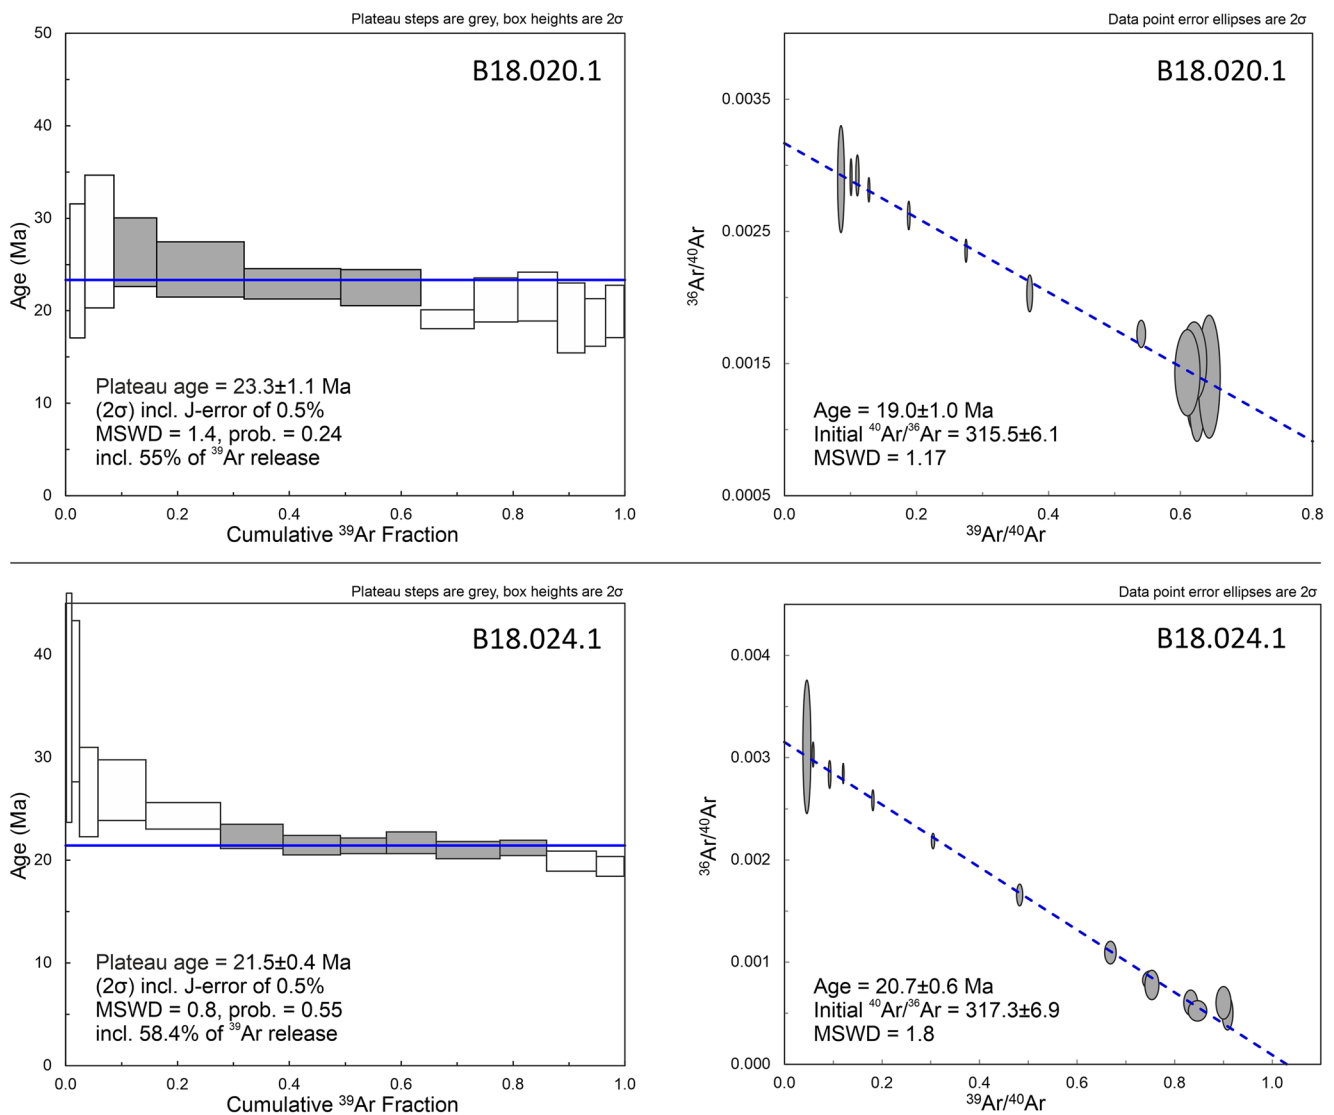 Plateau steps are grey, box heights are 2σ
B18.020.1
50
40
30
20
10
0
Age (Ma)
Plateau age = 23.3±1.1 Ma
(2σ) incl. J-error of 0.5%
MSWD = 1.4, prob. = 0.24
incl. 55% of ³⁹Ar release
0.0 0.2 0.4 0.6 0.8 1.0
Cumulative ³⁹Ar Fraction
Data point error ellipses are 2σ
B18.020.1
0.0035
0.0025
0.0015
0.0005
³⁶Ar/⁴⁰Ar
Age = 19.0±1.0 Ma
Initial ⁴⁰Ar/³⁶Ar = 315.5±6.1
MSWD = 1.17
0.0 0.2 0.4 0.6 0.8
³⁹Ar/⁴⁰Ar
Plateau steps are grey, box heights are 2σ
B18.024.1
40
30
20
10
0
Age (Ma)
Plateau age = 21.5±0.4 Ma
(2σ) incl. J-error of 0.5%
MSWD = 0.8, prob. = 0.55
incl. 58.4% of ³⁹Ar release
0.0 0.2 0.4 0.6 0.8 1.0
Cumulative ³⁹Ar Fraction
Data point error ellipses are 2σ
B18.024.1
0.004
0.003
0.002
0.001
0.000
³⁶Ar/⁴⁰Ar
Age = 20.7±0.6 Ma
Initial ⁴⁰Ar/³⁶Ar = 317.3±6.9
MSWD = 1.8
0.0 0.2 0.4 0.6 0.8 1.0
³⁹Ar/⁴⁰Ar